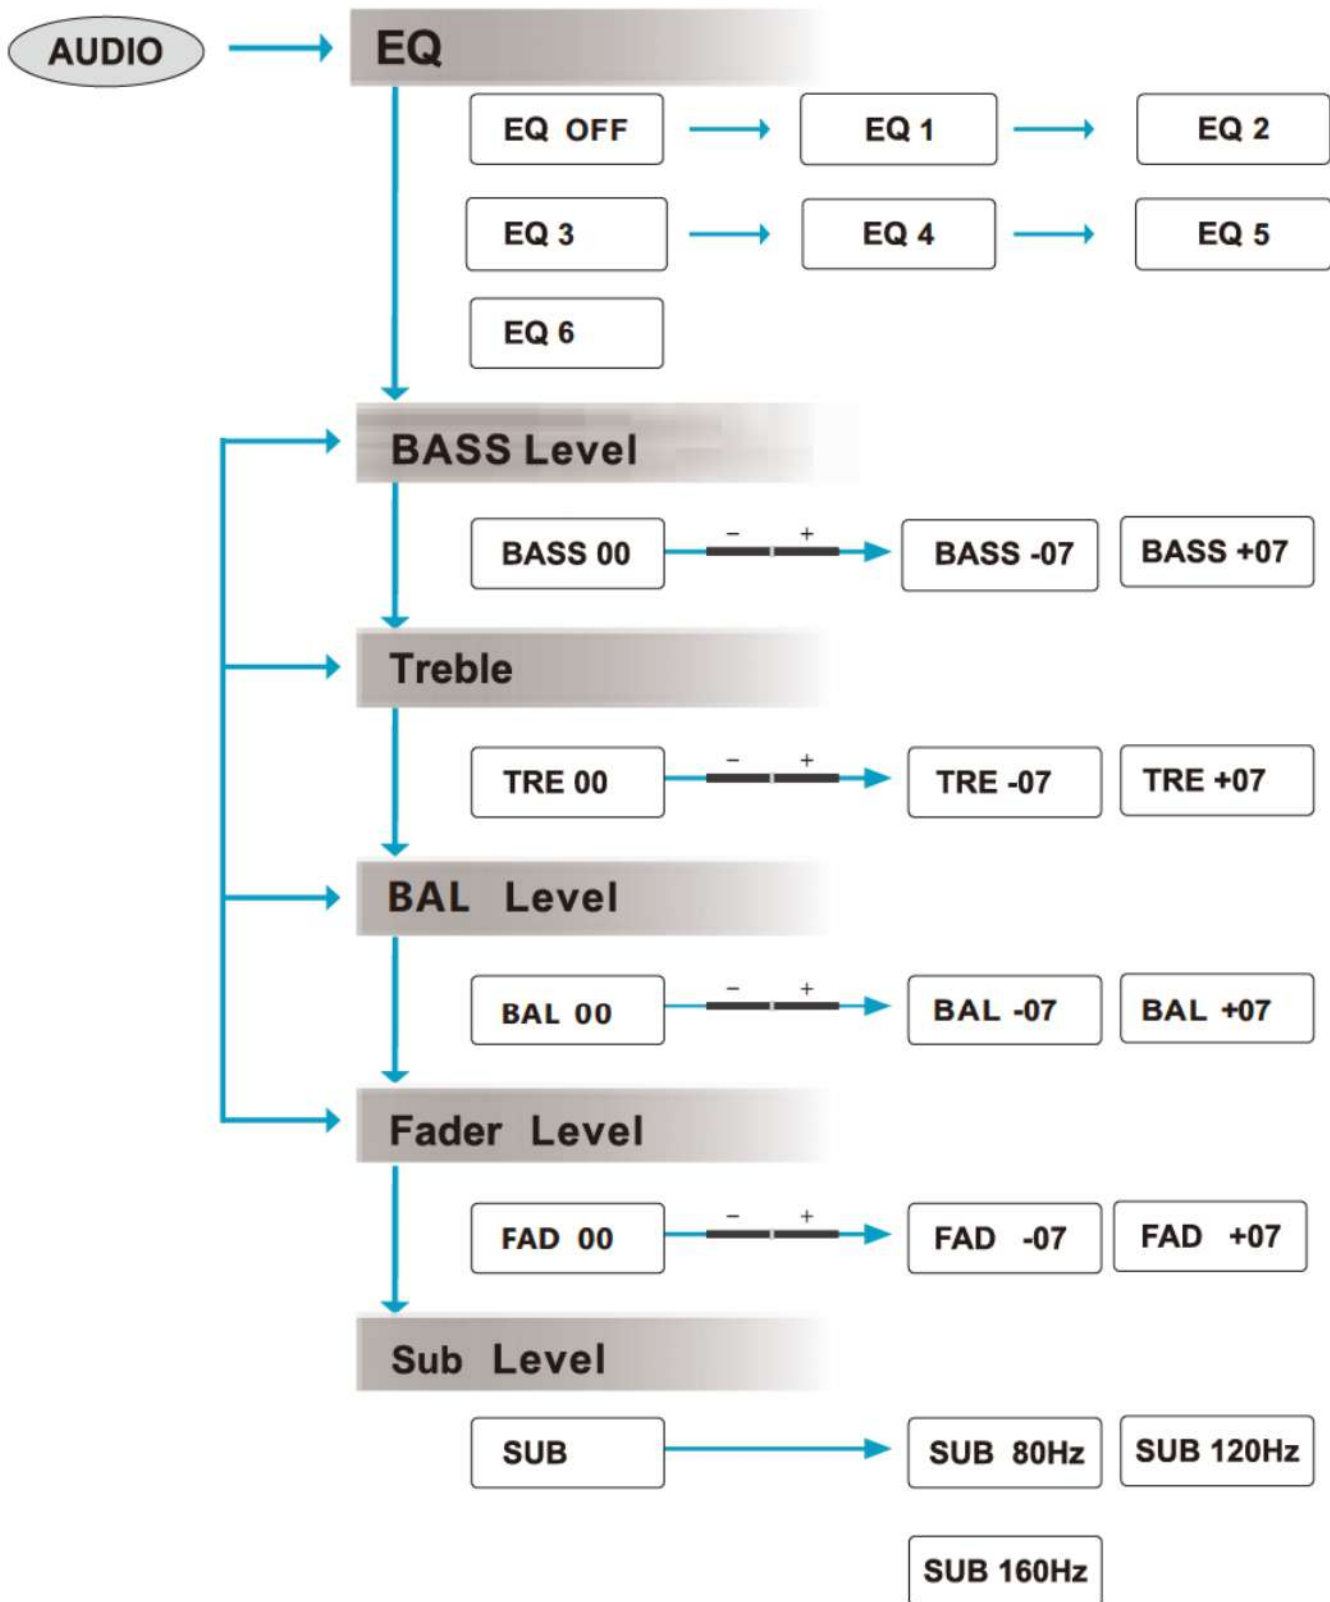 AUDIO EQ
EQ OFF EQ 1 EQ 2
EQ 3 EQ 4 EQ 5
EQ 6
BASS Level
- +
BASS 00 BASS -07 BASS +07
Treble
- +
TRE 00 TRE -07 TRE +07
BAL Level
- +
BAL 00 BAL -07 BAL +07
Fader Level
- +
FAD 00 FAD -07 FAD +07
Sub Level
SUB SUB 80Hz SUB 120Hz
SUB 160Hz